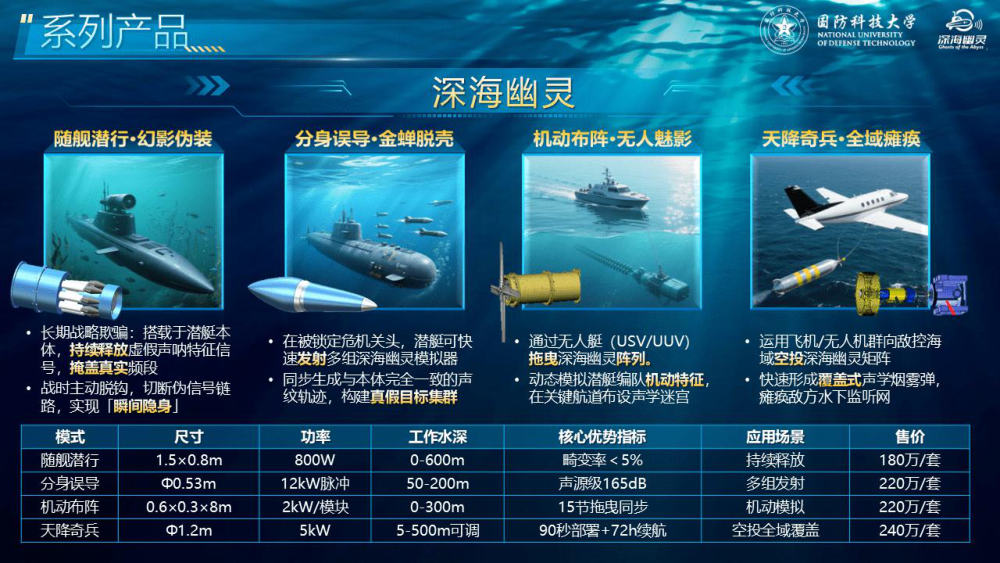 系列产品
国防科技大学
NATIONAL UNIVERSITY
OF DEFENSE TECHNOLOGY
深海幽灵
Ghosts of the Abyss
深海幽灵
随舰潜行·幻影伪装
• 长期战略欺骗：搭载于潜艇本
体，持续释放虚假声呐特征信
号，掩盖真实频段
• 战时主动脱钩，切断伪信号链
路，实现「瞬间隐身」
分身误导·金蝉脱壳
• 在被锁定危机关头，潜艇可快
速发射多组深海幽灵模拟器
• 同步生成与本体完全一致的声
纹轨迹，构建真假目标集群
机动布阵·无人魅影
• 通过无人艇（USV/UUV）
拖曳深海幽灵阵列。
• 动态模拟潜艇编队机动特征，
在关键航道布设声学迷宫
天降奇兵·全域瘫痪
• 运用飞机/无人机群向敌控海
域空投深海幽灵矩阵
• 快速形成覆盖式声学烟雾弹，
瘫痪敌方水下监听网
模式 尺寸 功率 工作水深 核心优势指标 应用场景 售价
随舰潜行 1.5×0.8m 800W 0-600m 畸变率＜5% 持续释放 180万/套
分身误导 Φ0.53m 12kW脉冲 50-200m 声源级165dB 多组发射 220万/套
机动布阵 0.6×0.3×8m 2kW/模块 0-300m 15节拖曳同步 机动模拟 220万/套
天降奇兵 Φ1.2m 5kW 5-500m可调 90秒部署+72h续航 空投全域覆盖 240万/套